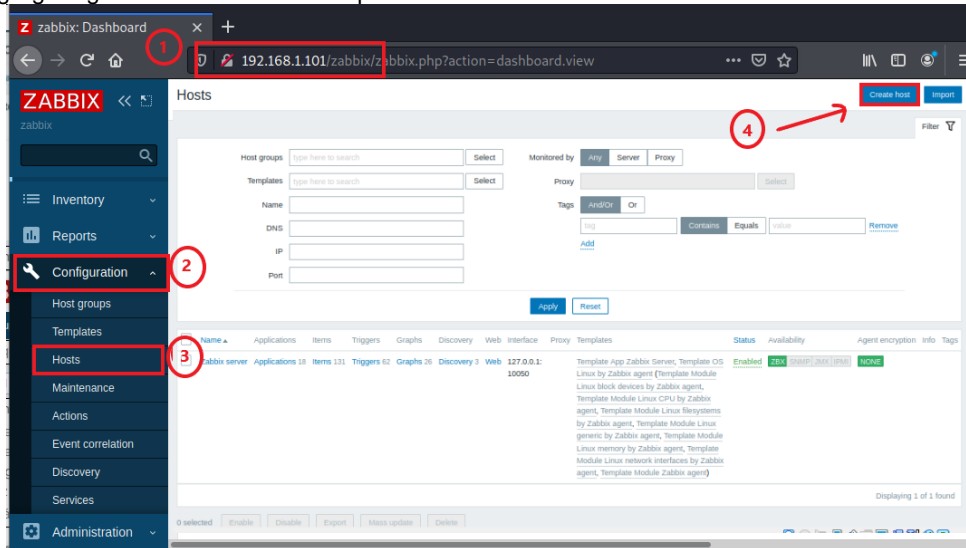 zabbix: Dashboard
1
192.168.1.101/zabbix/zabbix.php?action=dashboard.view
ZABBIX
zabbix
Hosts
Create host
Import
4
Filter
Host groups
type here to search
Select
Monitored by
Any
Server
Proxy
Templates
type here to search
Select
Proxy
Select
Name
Tags
And/Or
Or
DNS
tag
Contains
Equals
value
Remove
IP
Add
Port
Apply
Reset
Inventory
Reports
Configuration
2
Host groups
Templates
Hosts
3
Maintenance
Actions
Event correlation
Discovery
Services
Administration
Name Applications Items Triggers Graphs Discovery Web Interface Proxy Templates Status Availability Agent encryption Info Tags
Zabbix server Applications 18 Items 131 Triggers 62 Graphs 26 Discovery 3 Web 127.0.0.1:
10050
Template App Zabbix Server, Template OS
Linux by Zabbix agent (Template Module
Linux block devices by Zabbix agent,
Template Module Linux CPU by Zabbix
agent, Template Module Linux filesystems
by Zabbix agent, Template Module Linux
generic by Zabbix agent, Template Module
Linux memory by Zabbix agent, Template
Module Linux network interfaces by Zabbix
agent, Template Module Zabbix agent)
Enabled
ZBX SNMP JMX IPMI
NONE
Displaying 1 of 1 found
0 selected
Enable
Disable
Export
Mass update
Delete